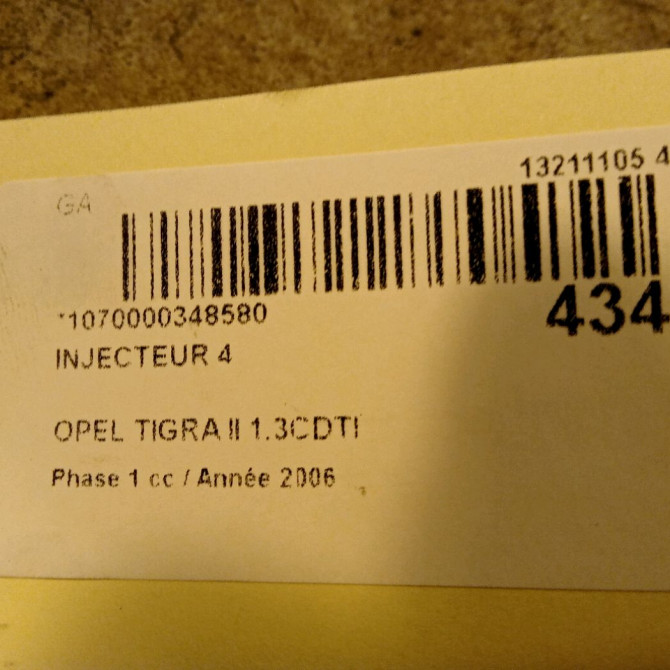 13211105 4
GA
*1070000348580
434
INJECTEUR 4
OPEL TIGRA II 1.3CDTI
Phase 1 cc / Année 2006